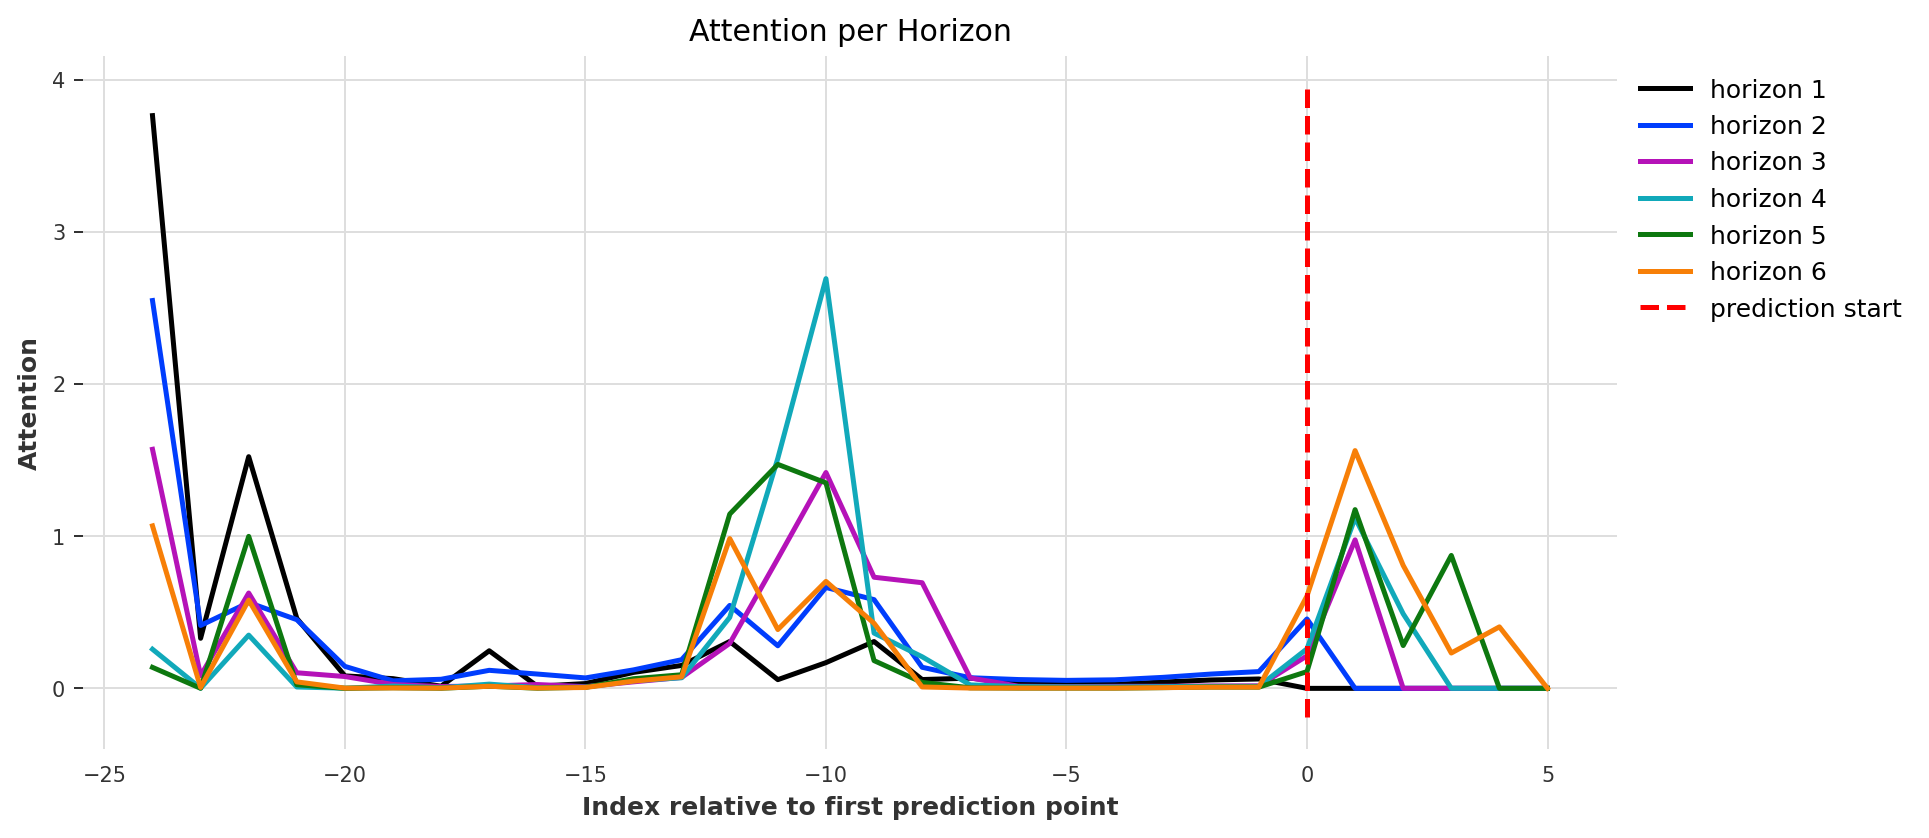 Attention per Horizon
4
3
2
1
0
Attention
−25
−20
−15
−10
−5
0
5
Index relative to first prediction point
horizon 1
horizon 2
horizon 3
horizon 4
horizon 5
horizon 6
prediction start